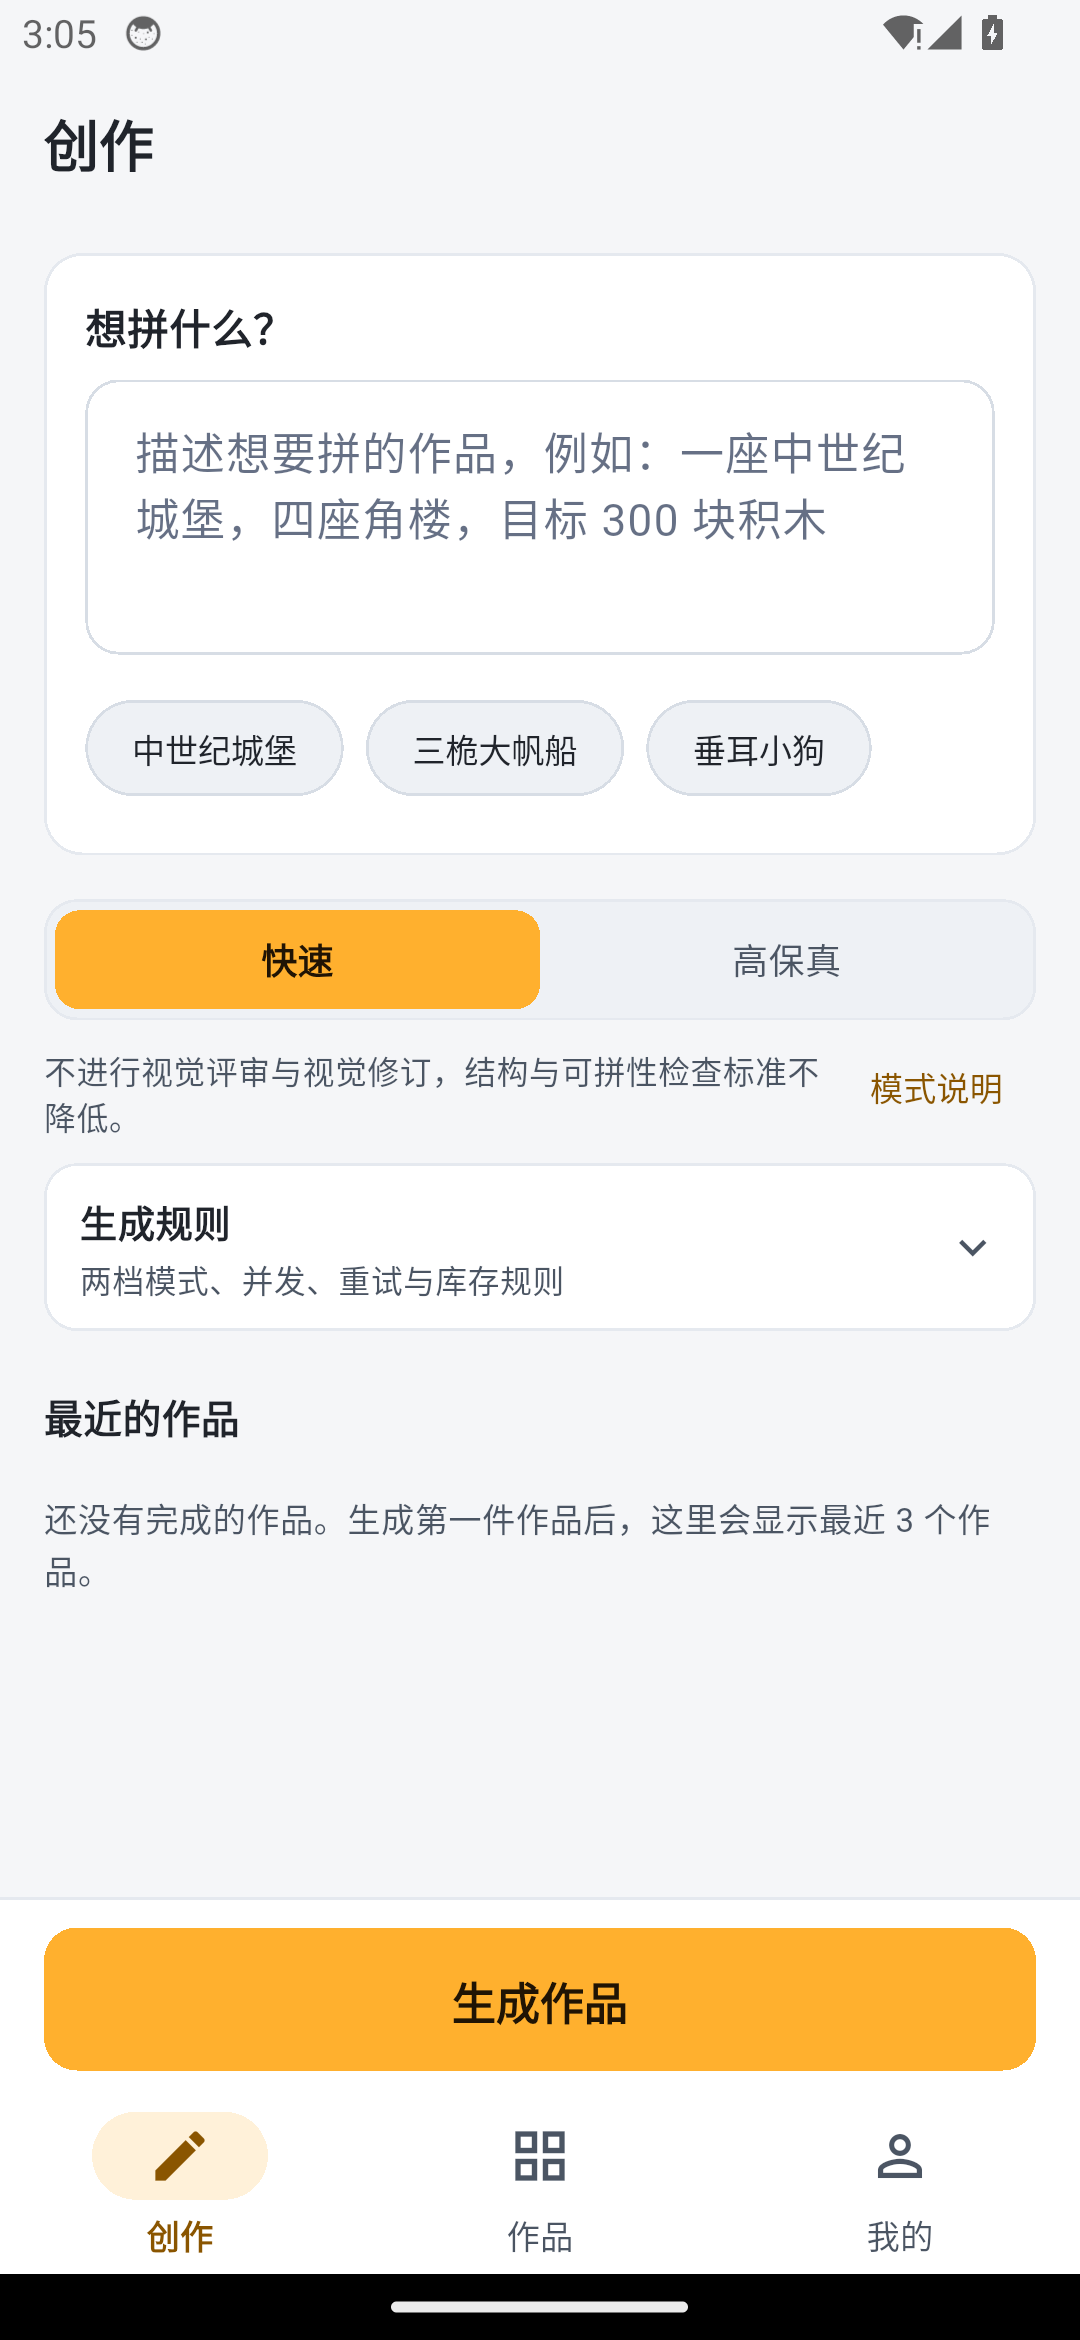 3:05
创作
想拼什么？
描述想要拼的作品，例如：一座中世纪
城堡，四座角楼，目标 300 块积木
中世纪城堡
三桅大帆船
垂耳小狗
快速
高保真
不进行视觉评审与视觉修订，结构与可拼性检查标准不
降低。
模式说明
生成规则
两档模式、并发、重试与库存规则
最近的作品
还没有完成的作品。生成第一件作品后，这里会显示最近 3 个作
品。
生成作品
创作
作品
我的